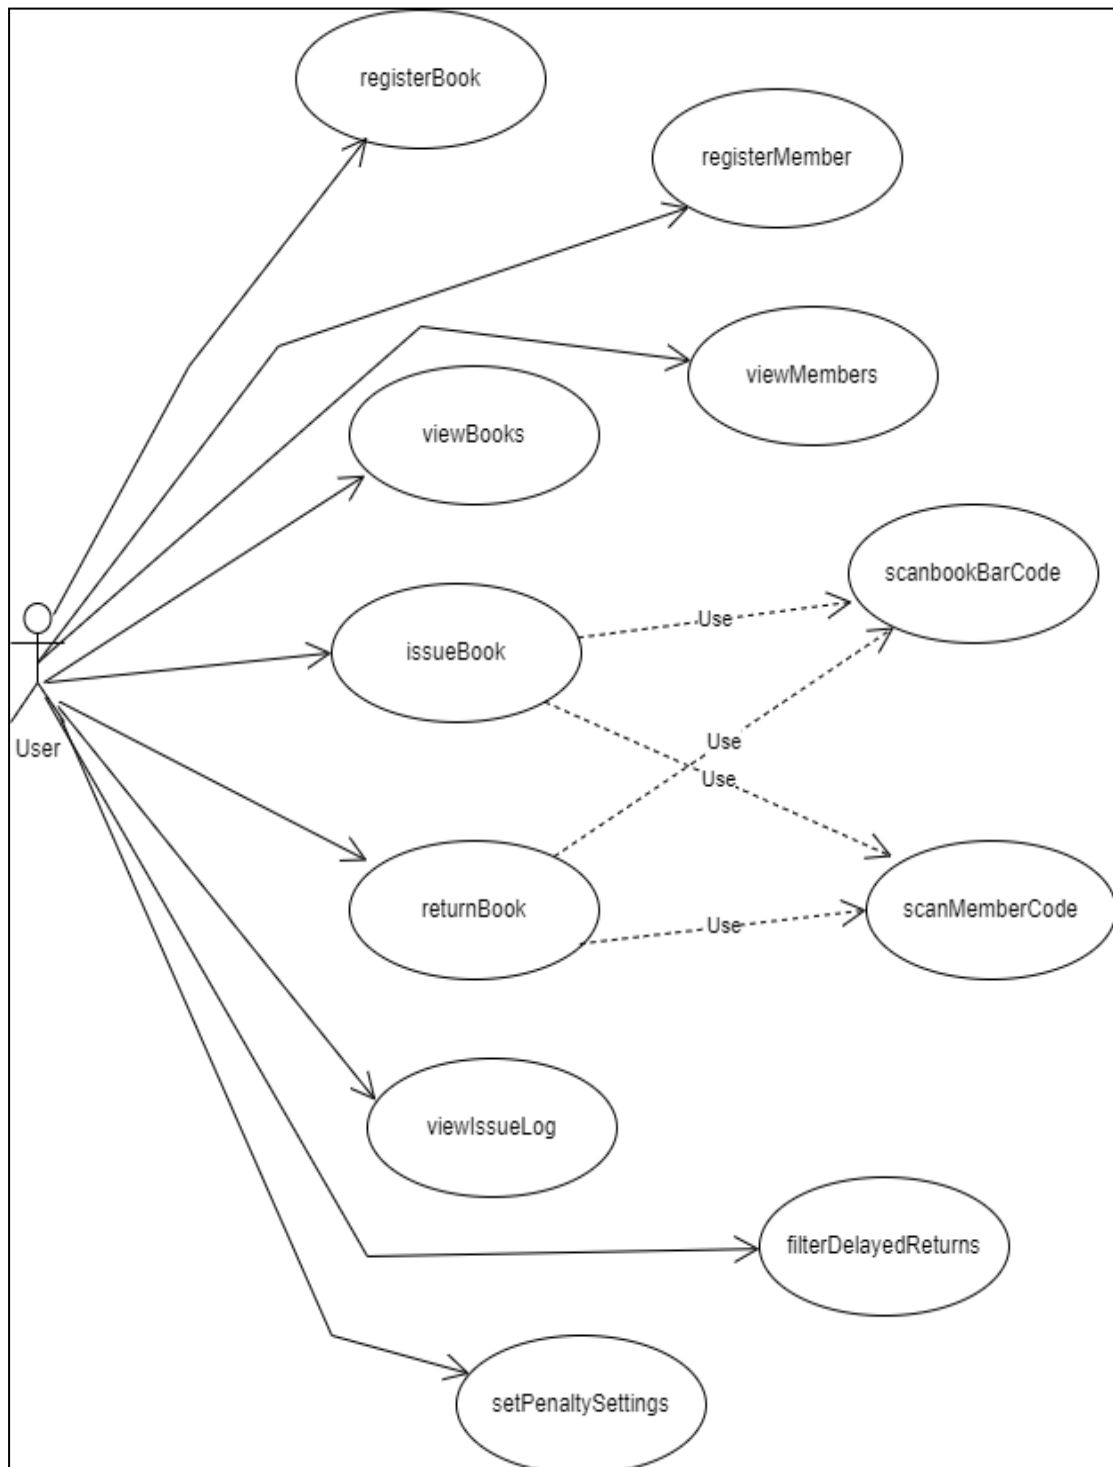 registerBook
registerMember
viewMembers
viewBooks
scanbookBarCode
Use
issueBook
User
Use
Use
returnBook
Use
scanMemberCode
viewIssueLog
filterDelayedReturns
setPenaltySettings